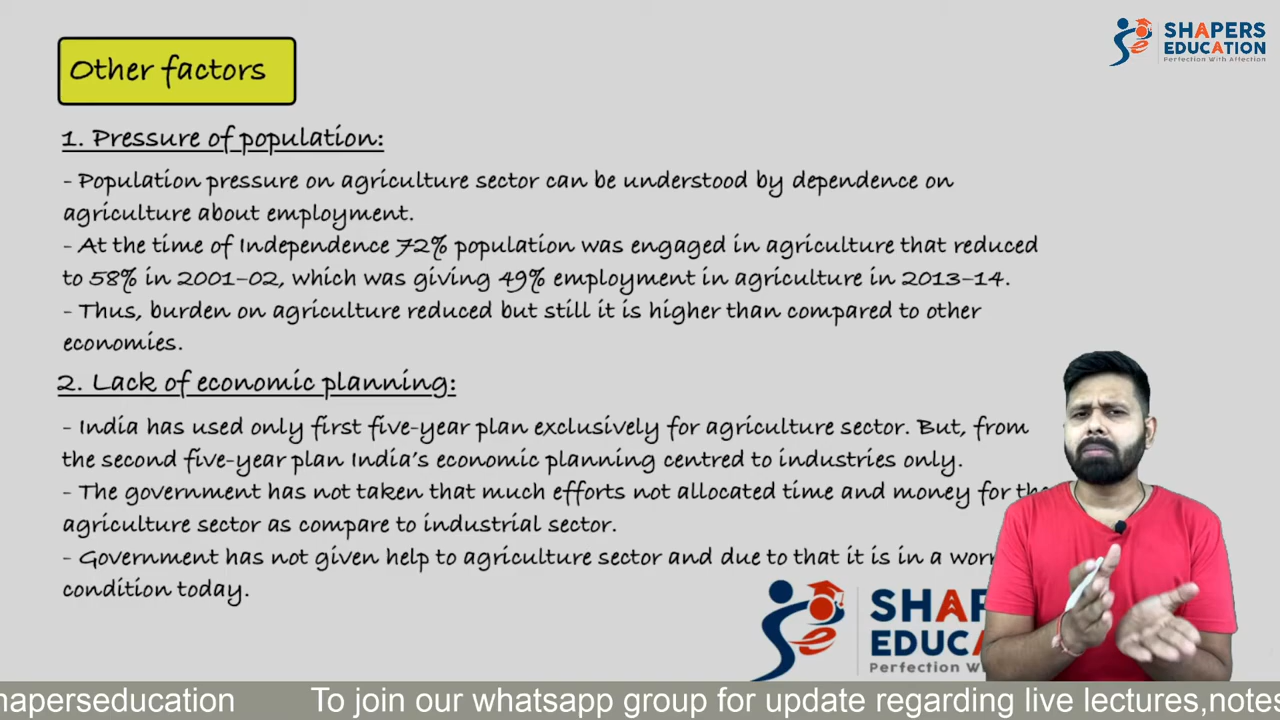 SHAPERS
EDUCATION
Perfection With Affection
Other factors
1. Pressure of population:
- Population pressure on agriculture sector can be understood by dependence on
agriculture about employment.
- At the time of Independence 72% population was engaged in agriculture that reduced
to 58% in 2001-02, which was giving 49% employment in agriculture in 2013-14.
- Thus, burden on agriculture reduced but still it is higher than compared to other
economies.
2. Lack of economic planning:
- India has used only first five-year plan exclusively for agriculture sector. But, from
the second five-year plan India's economic planning centred to industries only.
- The government has not taken that much efforts not allocated time and money for the
agriculture sector as compare to industrial sector.
- Government has not given help to agriculture sector and due to that it is in a
condition today.
SHAP
EDUC
Perfection W
haperseducation To join our whatsapp group for update regarding live lectures,notes